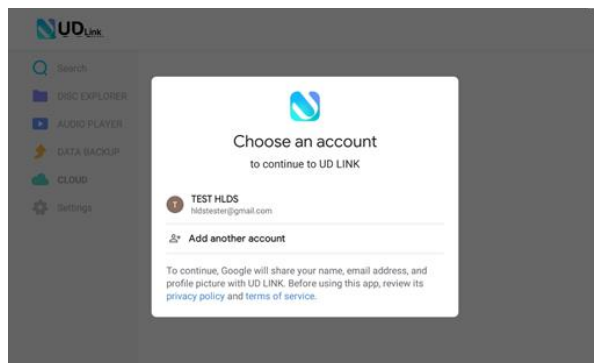 UDLink
Search
DISC EXPLORER
AUDIO PLAYER
DATA BACKUP
CLOUD
Settings
Choose an account
to continue to UD LINK
T
TEST HLDS
hldstester@gmail.com
Add another account
To continue, Google will share your name, email address, and
profile picture with UD LINK. Before using this app, review its
privacy policy and terms of service.